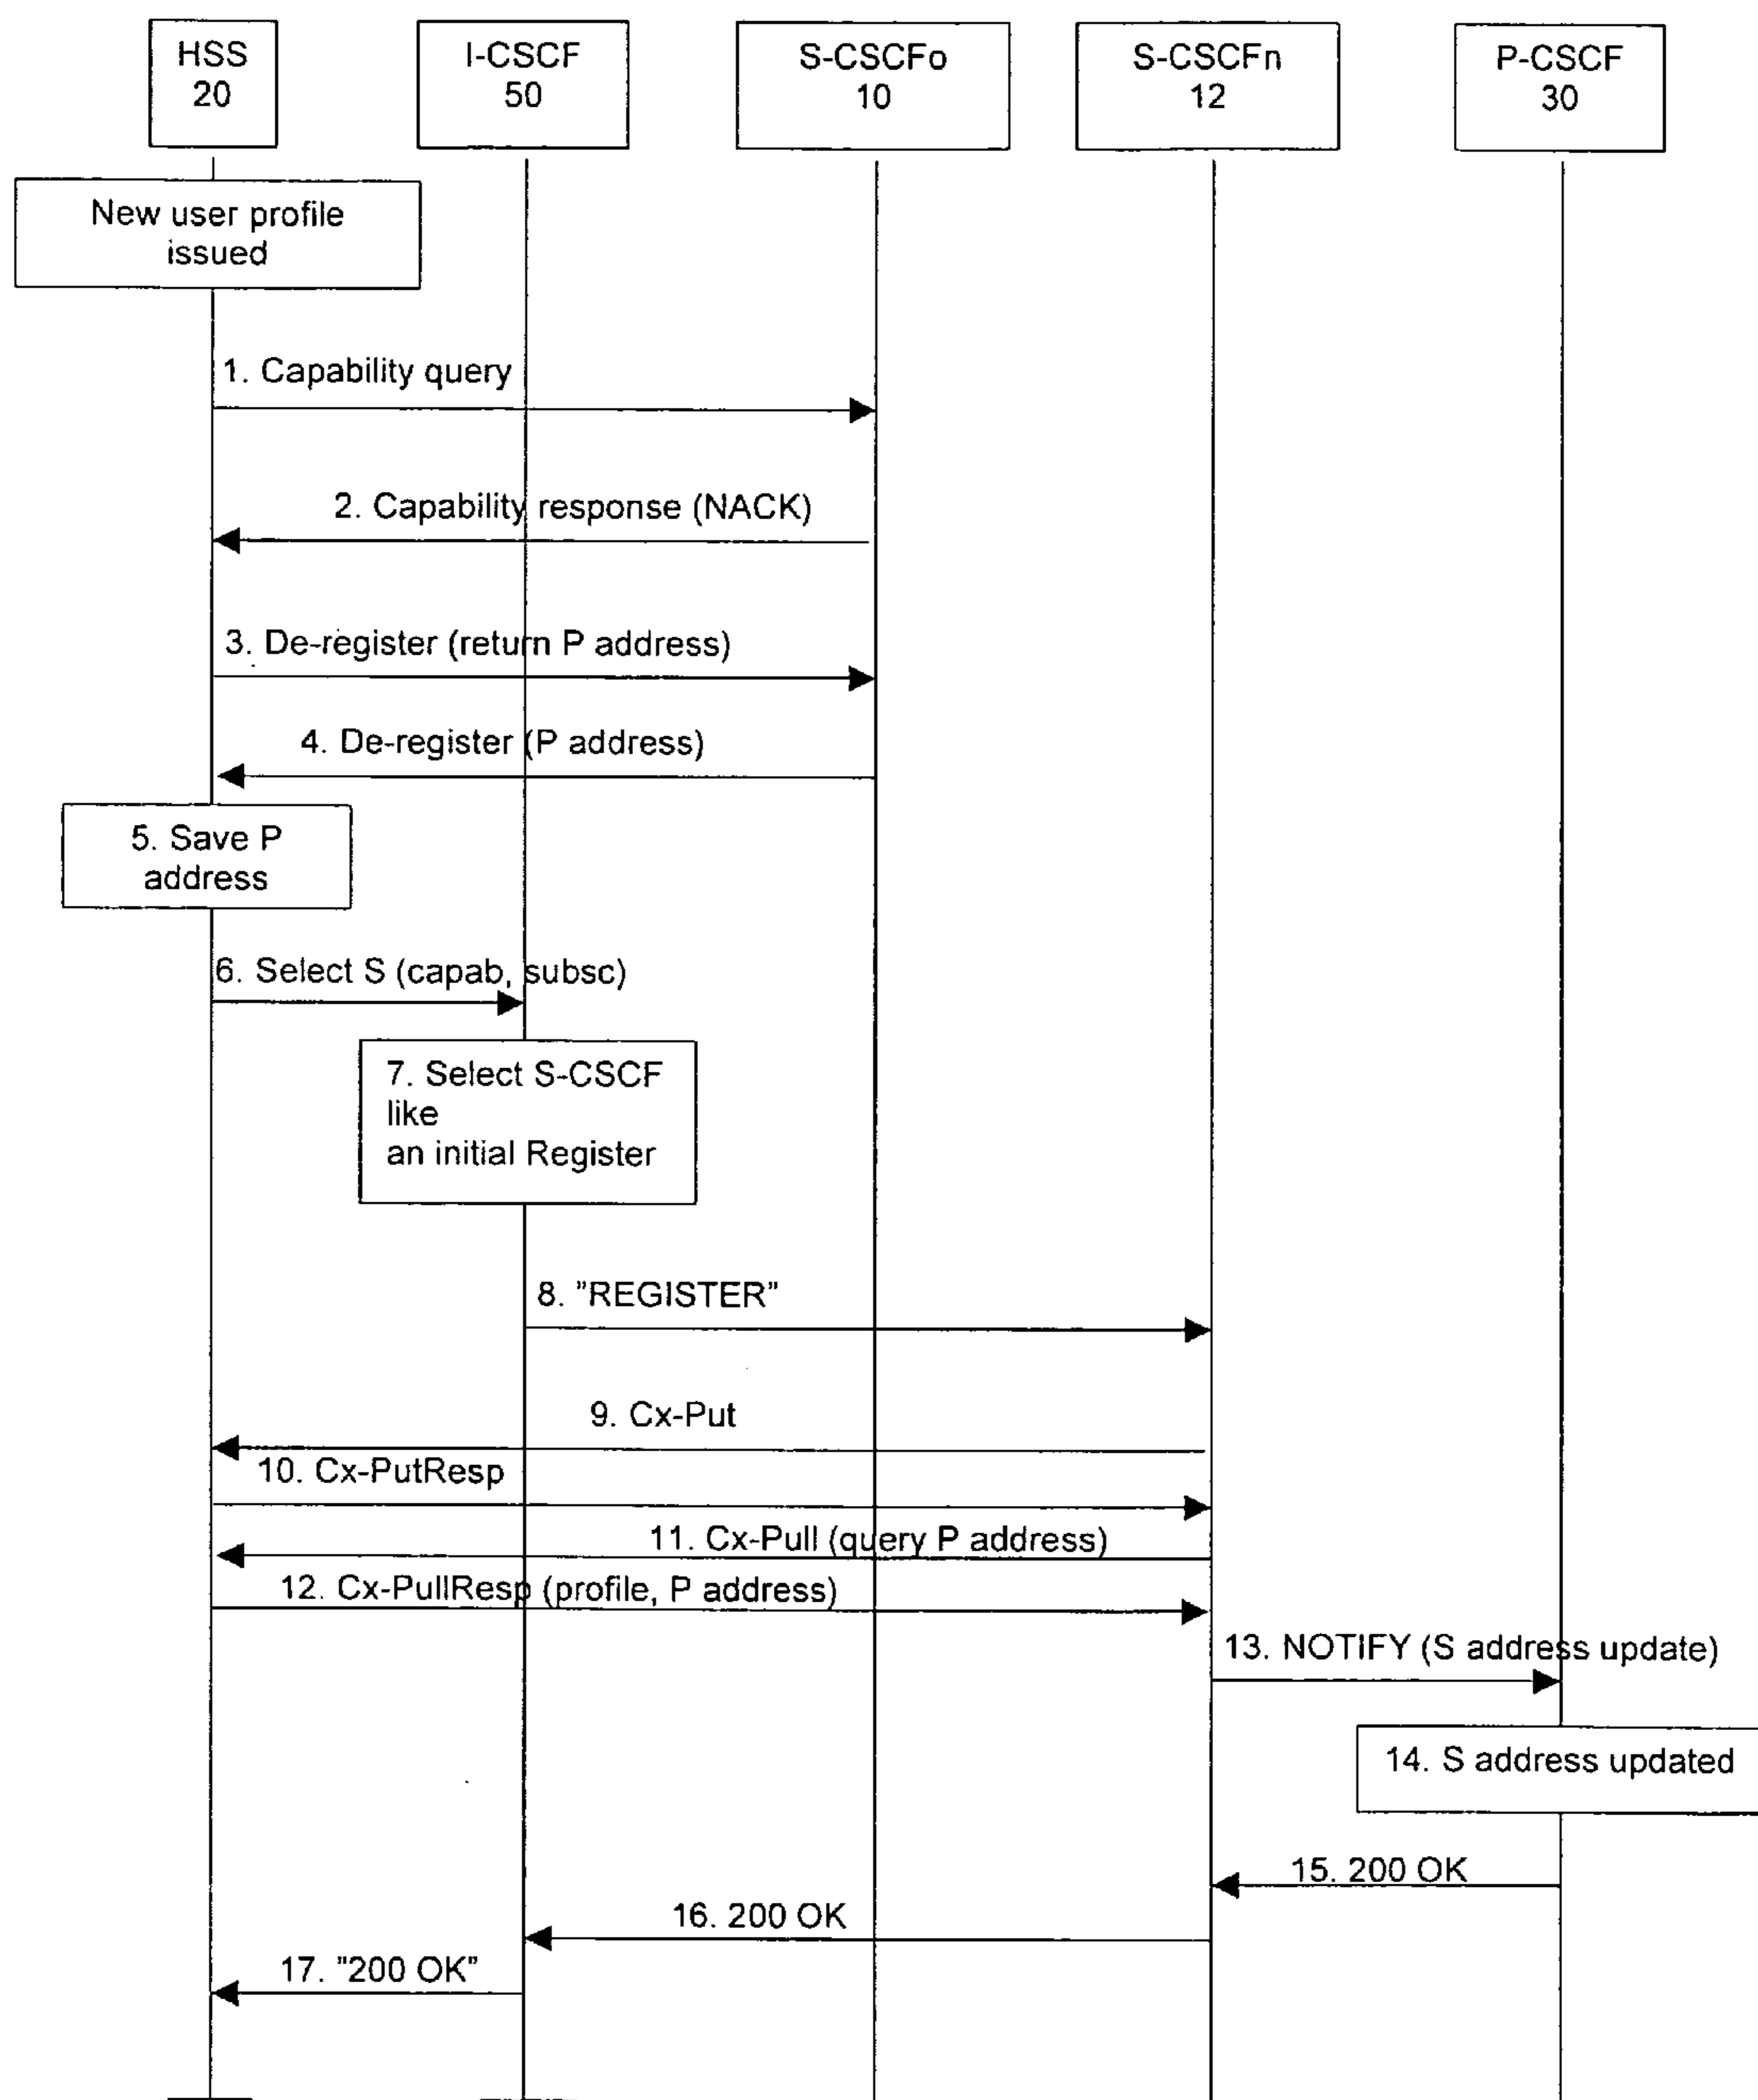 HSS
20
I-CSCF
50
S-CSCFo
10
S-CSCFn
12
P-CSCF
30
New user profile
issued
1. Capability query
2. Capability response (NACK)
3. De-register (return P address)
4. De-register (P address)
5. Save P
address
6. Select S (capab, subsc)
7. Select S-CSCF
like
an initial Register
8. "REGISTER"
9. Cx-Put
10. Cx-PutResp
11. Cx-Pull (query P address)
12. Cx-PullResp (profile, P address)
13. NOTIFY (S address update)
14. S address updated
15. 200 OK
16. 200 OK
17. "200 OK"